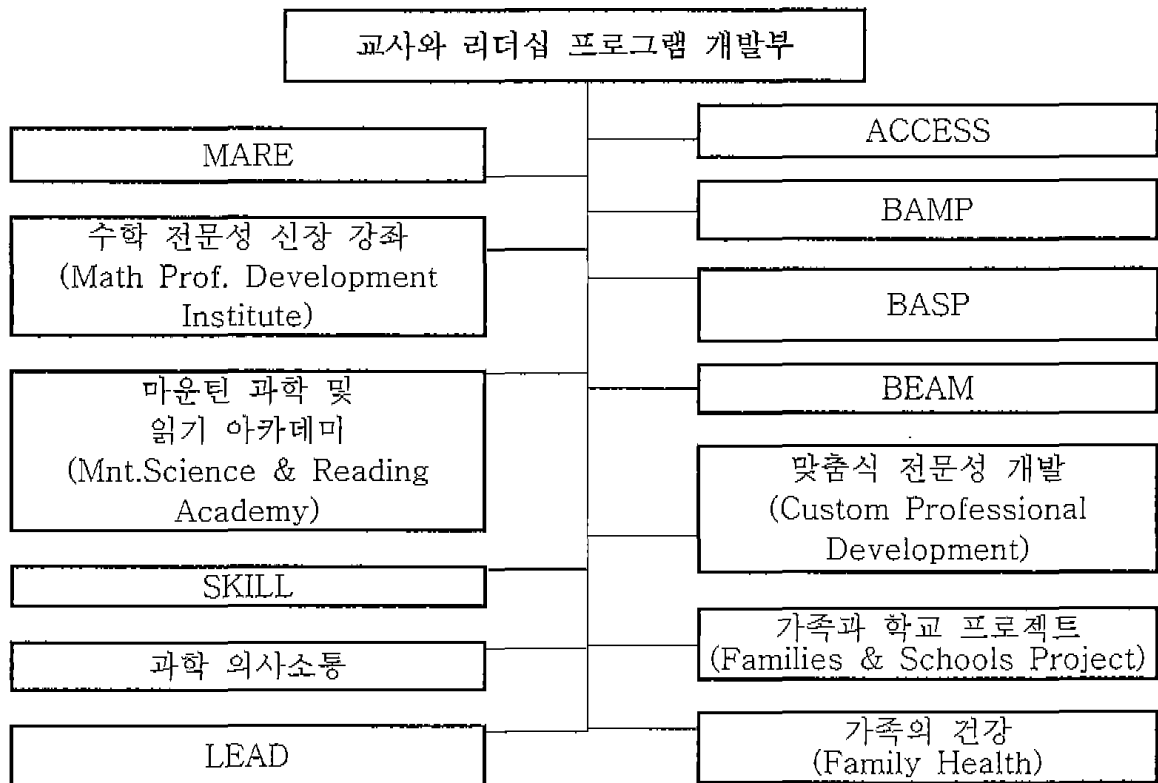 교사와 리더십 프로그램 개발부
MARE
수학 전문성 신장 강좌
(Math Prof. Development
Institute)
마운틴 과학 및
읽기 아카데미
(Mnt.Science & Reading
Academy)
SKILL
과학 의사소통
LEAD
ACCESS
BAMP
BASP
BEAM
맞춤식 전문성 개발
(Custom Professional
Development)
가족과 학교 프로젝트
(Families & Schools Project)
가족의 건강
(Family Health)